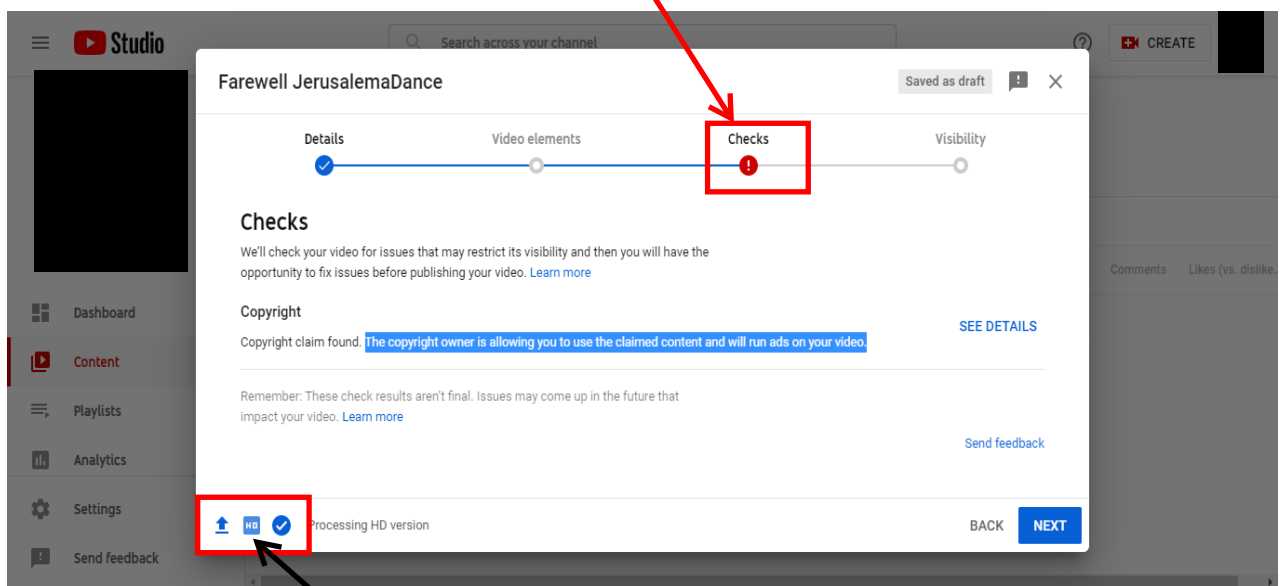 Studio
Search across your channel
CREATE
Farewell JerusalemaDance
Saved as draft
Details
Video elements
Checks
Visibility
Checks
We'll check your video for issues that may restrict its visibility and then you will have the
opportunity to fix issues before publishing your video. Learn more
Comments Likes (vs. dislike..
Copyright
Copyright claim found. The copyright owner is allowing you to use the claimed content and will run ads on your video.
SEE DETAILS
Remember: These check results aren't final. Issues may come up in the future that
impact your video. Learn more
Send feedback
Dashboard
Content
Playlists
Analytics
Settings
Send feedback
HD
Processing HD version
BACK
NEXT